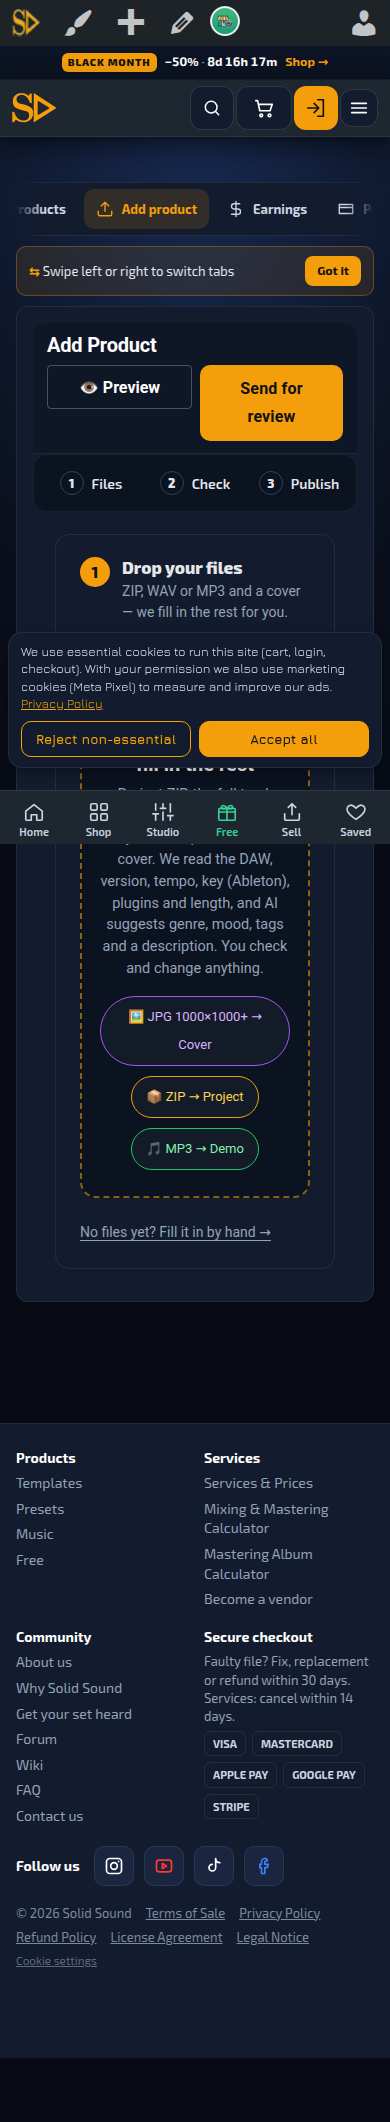 BLACK MONTH −50% · 8d 16h 17m Shop →
roducts Add product Earnings P
⇆ Swipe left or right to switch tabs Got it
Add Product
Preview Send for review
1 Files 2 Check 3 Publish
1 Drop your files
ZIP, WAV or MP3 and a cover
— we fill in the rest for you.
We use essential cookies to run this site (cart, login,
checkout). With your permission we also use marketing
cookies (Meta Pixel) to measure and improve our ads.
Privacy Policy
Reject non-essential Accept all
Home Shop Studio Free Sell Saved
cover. We read the DAW,
version, tempo, key (Ableton),
plugins and length, and AI
suggests genre, mood, tags
and a description. You check
and change anything.
JPG 1000×1000+ →
Cover
ZIP → Project
MP3 → Demo
No files yet? Fill it in by hand →
Products
Templates
Presets
Music
Free
Services
Services & Prices
Mixing & Mastering
Calculator
Mastering Album
Calculator
Become a vendor
Community
About us
Why Solid Sound
Get your set heard
Forum
Wiki
FAQ
Contact us
Secure checkout
Faulty file? Fix, replacement
or refund within 30 days.
Services: cancel within 14
days.
VISA MASTERCARD
APPLE PAY GOOGLE PAY
STRIPE
Follow us
© 2026 Solid Sound Terms of Sale Privacy Policy
Refund Policy License Agreement Legal Notice
Cookie settings